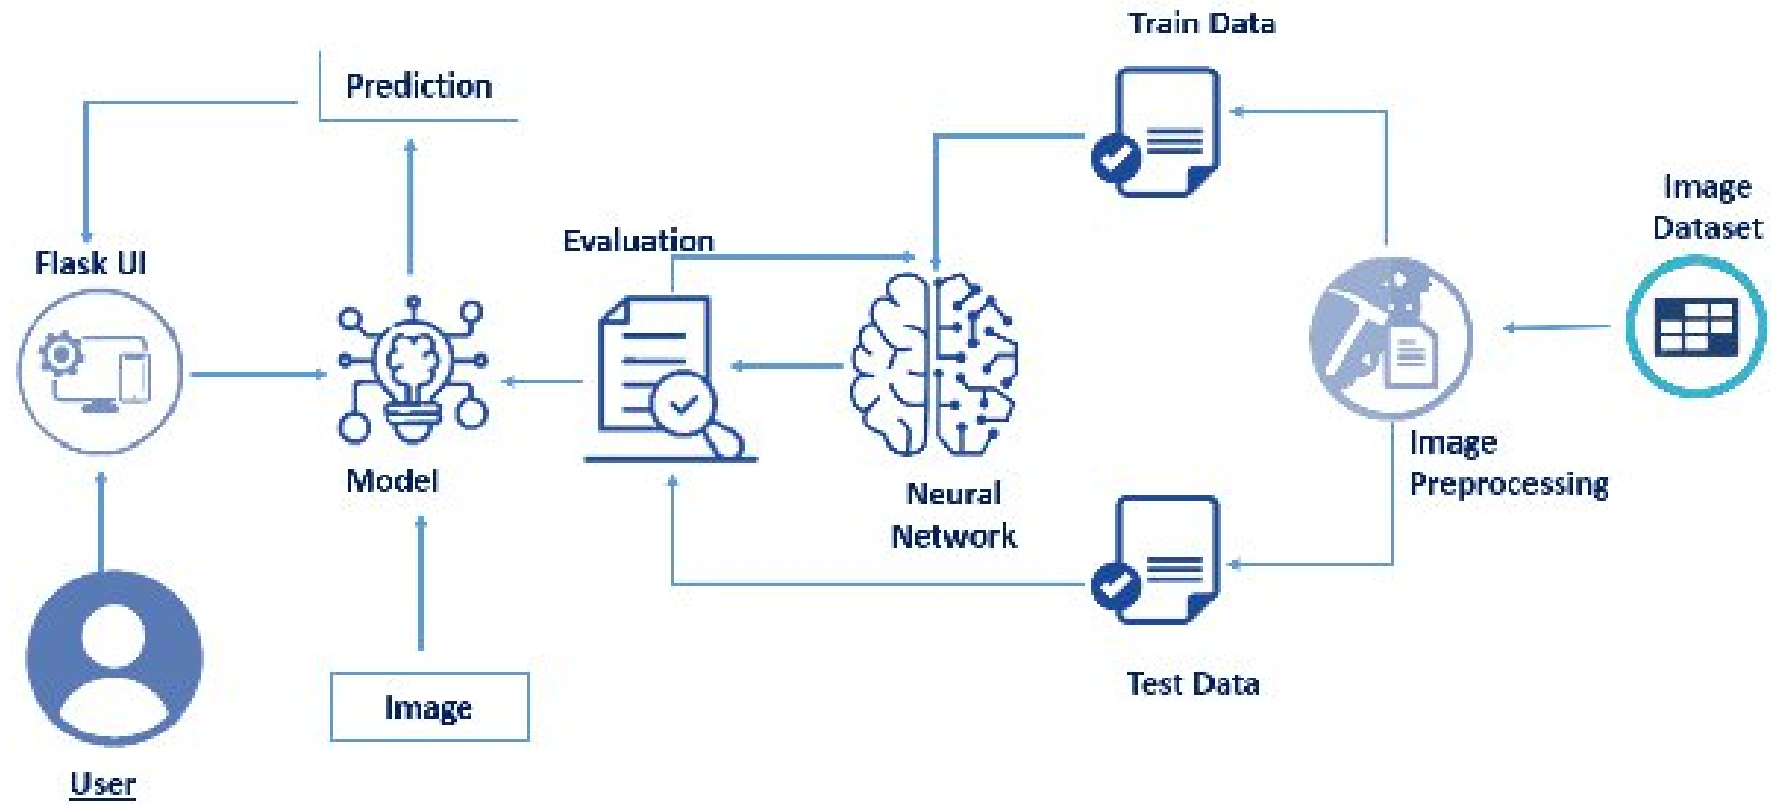 Train Data
Prediction
Image
Dataset
Evaluation
Flask UI
Image
Preprocessing
Model
Neural
Network
Test Data
Image
User